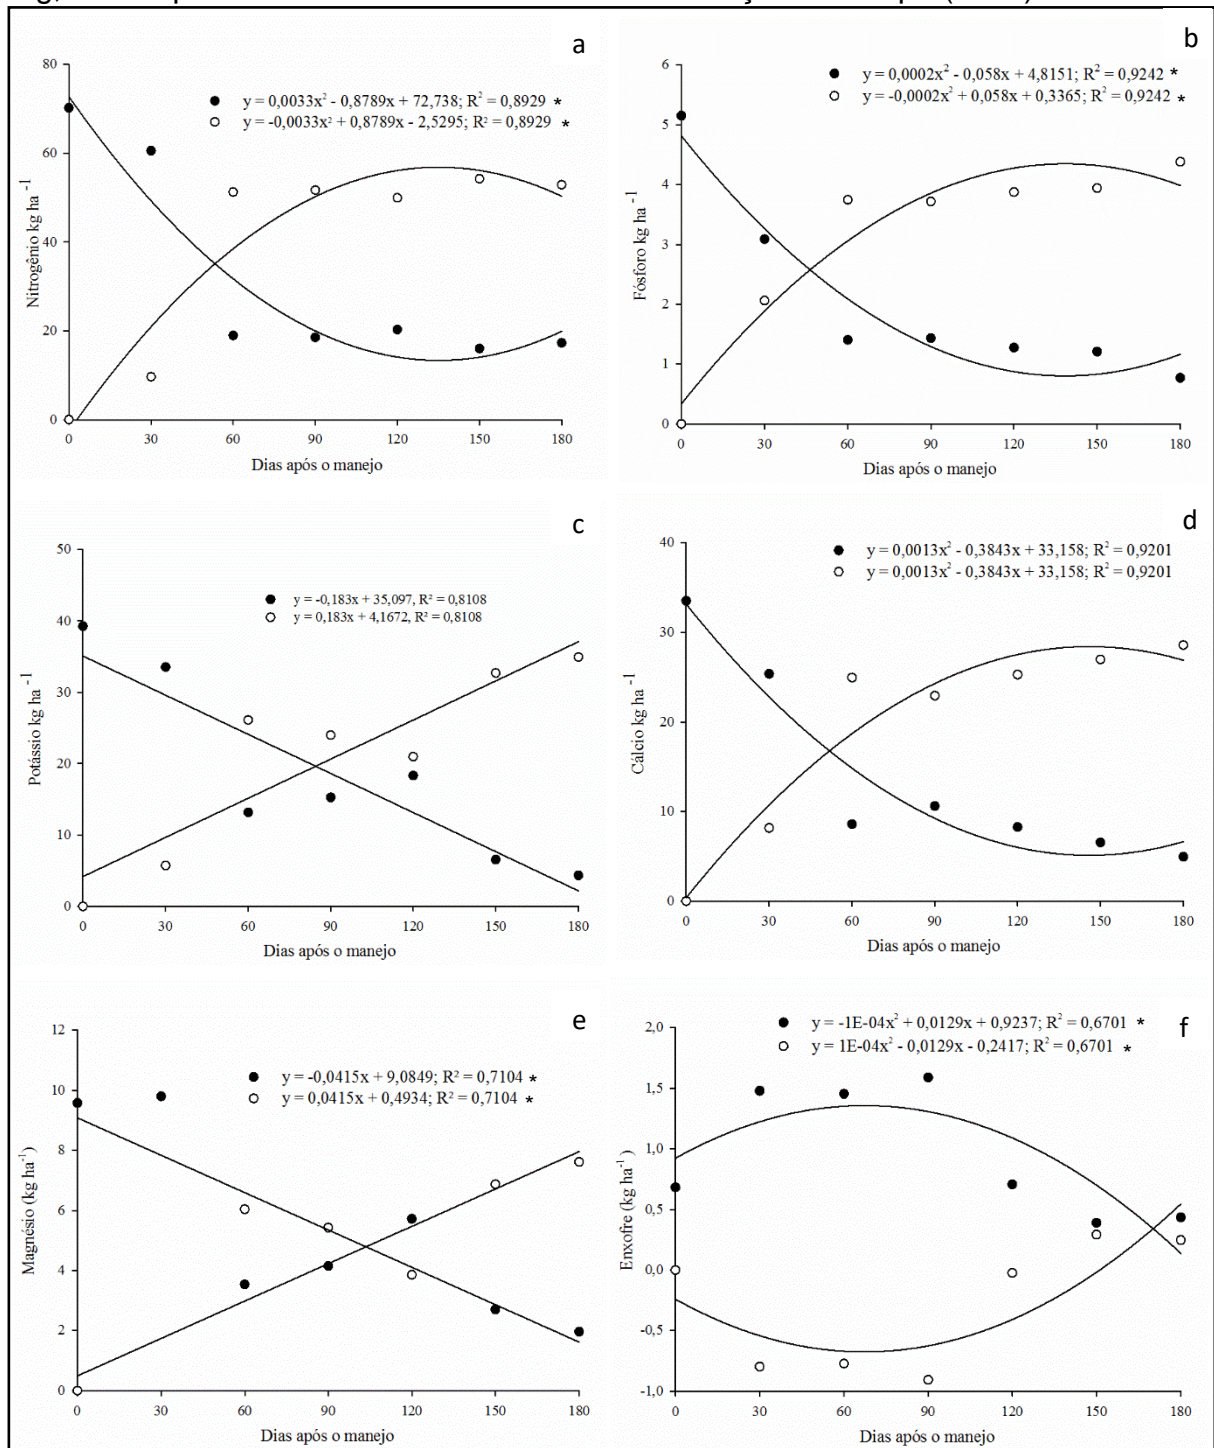 a
y = 0,0033x² - 0,8789x + 72,738; R² = 0,8929 *
y = -0,0033x² + 0,8789x - 2,5295; R² = 0,8929 *
Nitrogênio kg ha ⁻¹
80
60
40
20
0
0 30 60 90 120 150 180
Dias após o manejo
b
y = 0,0002x² - 0,058x + 4,8151; R² = 0,9242 *
y = -0,0002x² + 0,058x + 0,3365; R² = 0,9242 *
Fósforo kg ha ⁻¹
6
5
4
3
2
1
0
0 30 60 90 120 150 180
Dias após o manejo
c
y = -0,183x + 35,097, R² = 0,8108
y = 0,183x + 4,1672, R² = 0,8108
Potássio kg ha ⁻¹
50
40
30
20
10
0
0 30 60 90 120 150 180
Dias após o manejo
d
y = 0,0013x² - 0,3843x + 33,158; R² = 0,9201
y = 0,0013x² - 0,3843x + 33,158; R² = 0,9201
Cálcio kg ha ⁻¹
40
30
20
10
0
0 30 60 90 120 150 180
Dias após o manejo
e
y = -0,0415x + 9,0849; R² = 0,7104 *
y = 0,0415x + 0,4934; R² = 0,7104 *
Magnésio (kg ha⁻¹)
12
10
8
6
4
2
0
0 30 60 90 120 150 180
Dias após o manejo
f
y = -1E-04x² + 0,0129x + 0,9237; R² = 0,6701 *
y = 1E-04x² - 0,0129x - 0,2417; R² = 0,6701 *
Enxofre (kg ha⁻¹)
2,0
1,5
1,0
0,5
0,0
-0,5
-1,0
0 30 60 90 120 150 180
Dias após o manejo